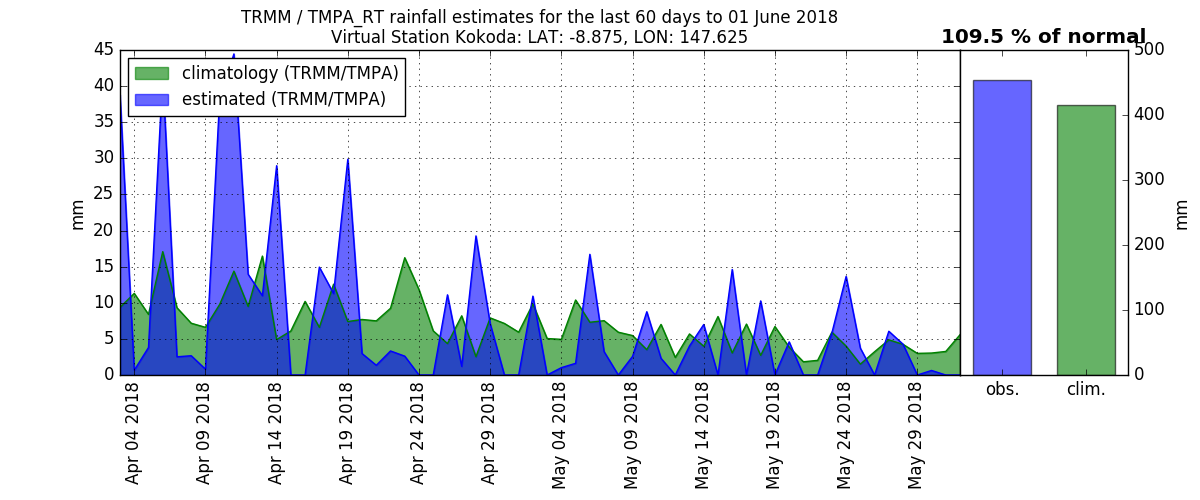 TRMM / TMPA_RT rainfall estimates for the last 60 days to 01 June 2018
Virtual Station Kokoda: LAT: -8.875, LON: 147.625
109.5 % of normal
climatology (TRMM/TMPA)
estimated (TRMM/TMPA)
mm
45
40
35
30
25
20
15
10
5
0
Apr 04 2018
Apr 09 2018
Apr 14 2018
Apr 19 2018
Apr 24 2018
Apr 29 2018
May 04 2018
May 09 2018
May 14 2018
May 19 2018
May 24 2018
May 29 2018
500
400
300
200
100
0
mm
obs.
clim.